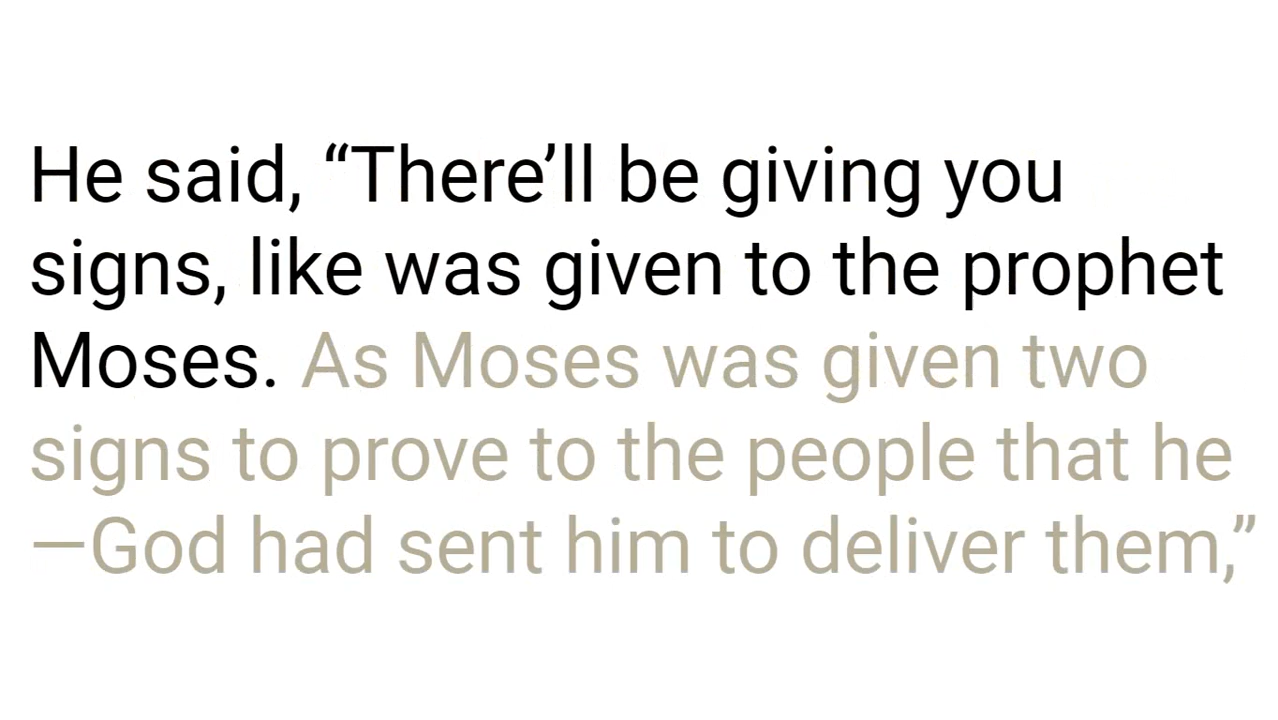 He said, “There’ll be giving you
signs, like was given to the prophet
Moses. As Moses was given two
signs to prove to the people that he
—God had sent him to deliver them,”